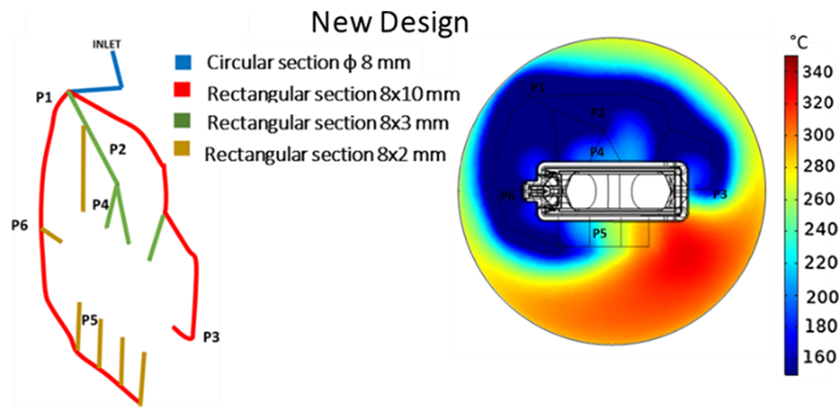 New Design
INLET
Circular section ϕ 8 mm
Rectangular section 8x10 mm
Rectangular section 8x3 mm
Rectangular section 8x2 mm
P1
P2
P4
P6
P5
P3
P1
P2
P4
P6
P3
P5
°C
340
320
300
280
260
240
220
200
180
160